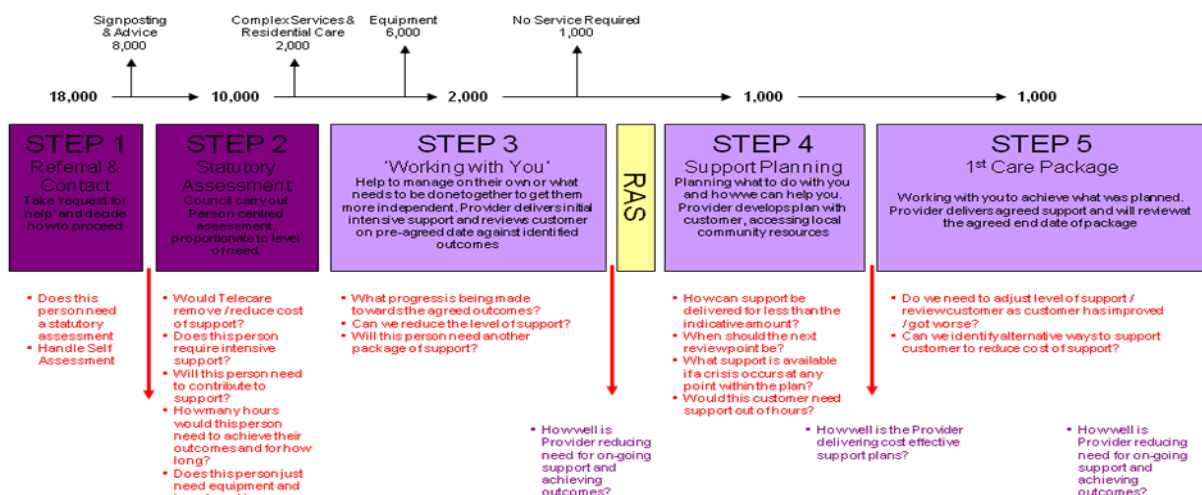 Signposting
& Advice
8,000
Complex Services &
Residential Care
2,000
Equipment
6,000
No Service Required
1,000
18,000
10,000
2,000
1,000
1,000
STEP 1
Referral &
Contact
Take 'request for
help' and decide
how to proceed
STEP 2
Statutory
Assessment
Council carry out
Person centred
assessment,
proportionate to level
of need
STEP 3
'Working with You'
Help to manage on their own or what
needs to be done together to get them
more independent. Provider delivers initial
intensive support and reviews customer
on pre-agreed date against identified
outcomes
RAS
STEP 4
Support Planning
Planning what to do with you
and how we can help you.
Provider develops plan with
customer, accessing local
community resources
STEP 5
1st Care Package
Working with you to achieve what was planned.
Provider delivers agreed support and will review at
the agreed end date of package
▪ Does this
person need
a statutory
assessment
▪ Handle Self
Assessment
▪ Would Telecare
remove / reduce cost
of support?
▪ Does this person
require intensive
support?
▪ Will this person need
to contribute to
support?
▪ How many hours
would this person
need to achieve their
outcomes and for how
long?
▪ Does this person just
need equipment and
▪ What progress is being made
towards the agreed outcomes?
▪ Can we reduce the level of support?
▪ Will this person need another
package of support?
▪ How well is
Provider reducing
need for on-going
support and
achieving
outcomes?
▪ How can support be
delivered for less than the
indicative amount?
▪ When should the next
review point be?
▪ What support is available
if a crisis occurs at any
point within the plan?
▪ Would this customer need
support out of hours?
▪ How well is the Provider
delivering cost effective
support plans?
▪ Do we need to adjust level of support /
review customer as customer has improved
/ got worse?
▪ Can we identify alternative ways to support
customer to reduce cost of support?
▪ How well is
Provider reducing
need for on-going
support and
achieving
outcomes?